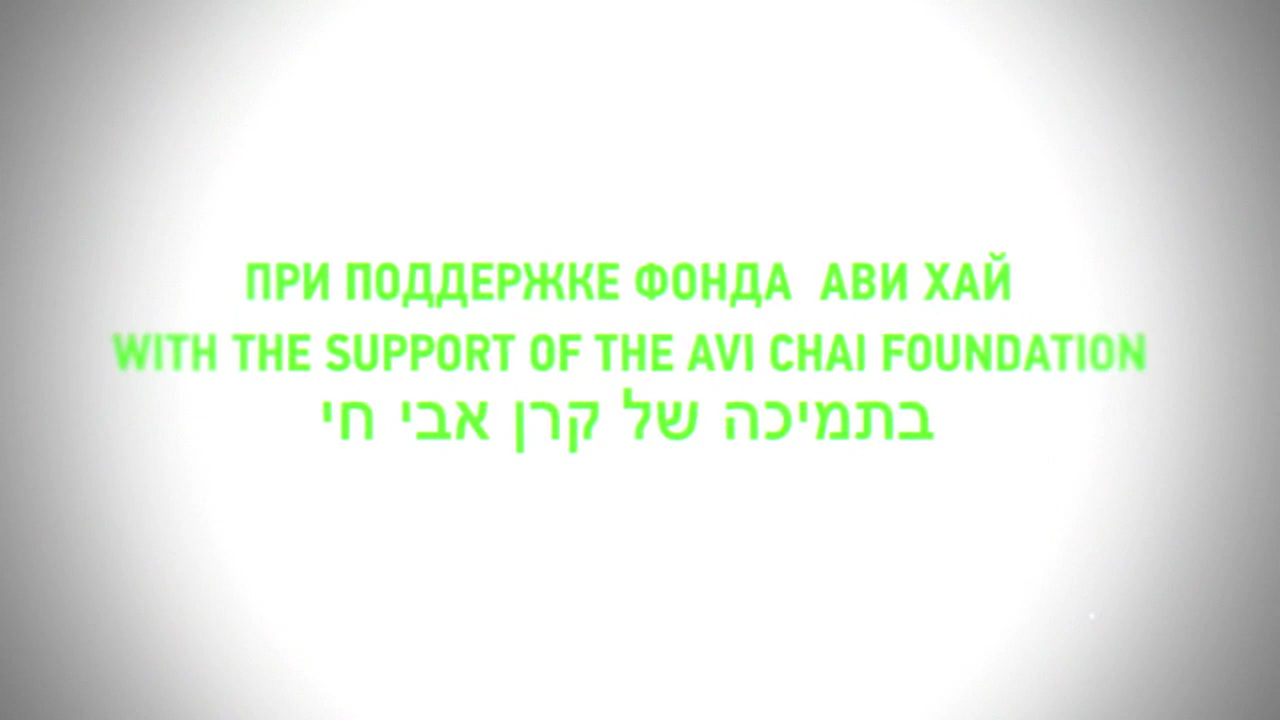 ПРИ ПОДДЕРЖКЕ ФОНДА АВИ ХАЙ
WITH THE SUPPORT OF THE AVI CHAI FOUNDATION
בתמיכה של קרן אבי חי